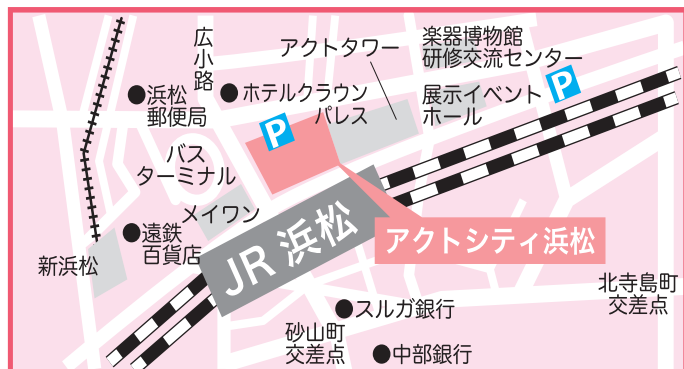 広小路
アクトタワー
楽器博物館
研修交流センター
●浜松
郵便局
●ホテルクラウン
パレス
P
展示イベント
ホール
P
バス
ターミナル
メイワン
●遠鉄
百貨店
新浜松
JR 浜松
アクトシティ浜松
北寺島町
交差点
●スルガ銀行
砂山町
交差点
●中部銀行